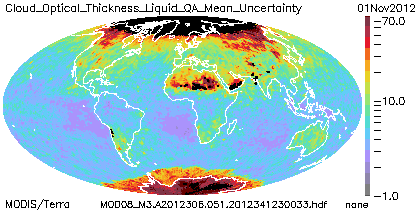 Cloud_Optical_Thickness_Liquid_QA_Mean_Uncertainty 01Nov2012
70.0
10.0
1.0
MODIS/Terra MOD08_M3.A2012306.051.2012341230033.hdf none